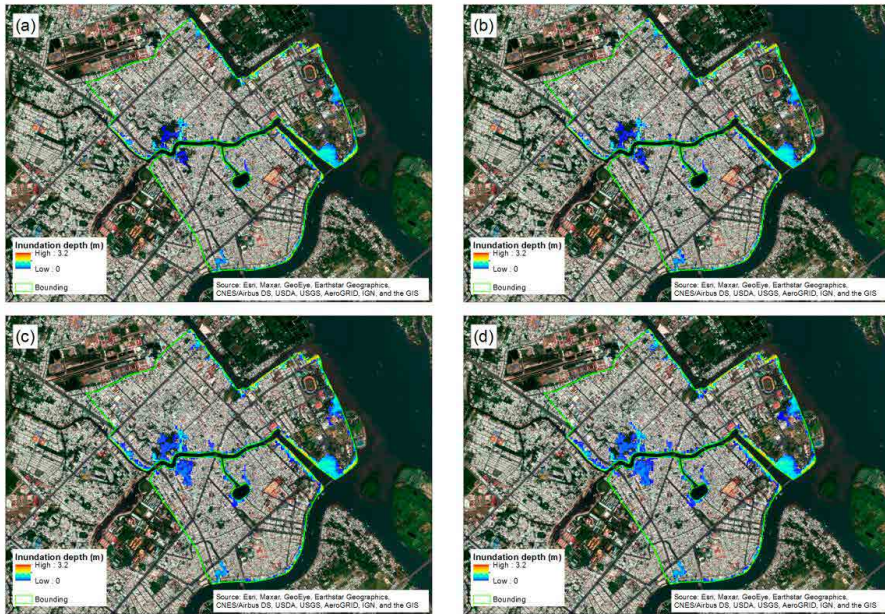 (a)
Inundation depth (m)
High : 3.2
Low : 0
Bounding
Source: Esri, Maxar, GeoEye, Earthstar Geographics,
CNES/Airbus DS, USDA, USGS, AeroGRID, IGN, and the GIS
(b)
Inundation depth (m)
High : 3.2
Low : 0
Bounding
Source: Esri, Maxar, GeoEye, Earthstar Geographics,
CNES/Airbus DS, USDA, USGS, AeroGRID, IGN, and the GIS
(c)
Inundation depth (m)
High : 3.2
Low : 0
Bounding
Source: Esri, Maxar, GeoEye, Earthstar Geographics,
CNES/Airbus DS, USDA, USGS, AeroGRID, IGN, and the GIS
(d)
Inundation depth (m)
High : 3.2
Low : 0
Bounding
Source: Esri, Maxar, GeoEye, Earthstar Geographics,
CNES/Airbus DS, USDA, USGS, AeroGRID, IGN, and the GIS